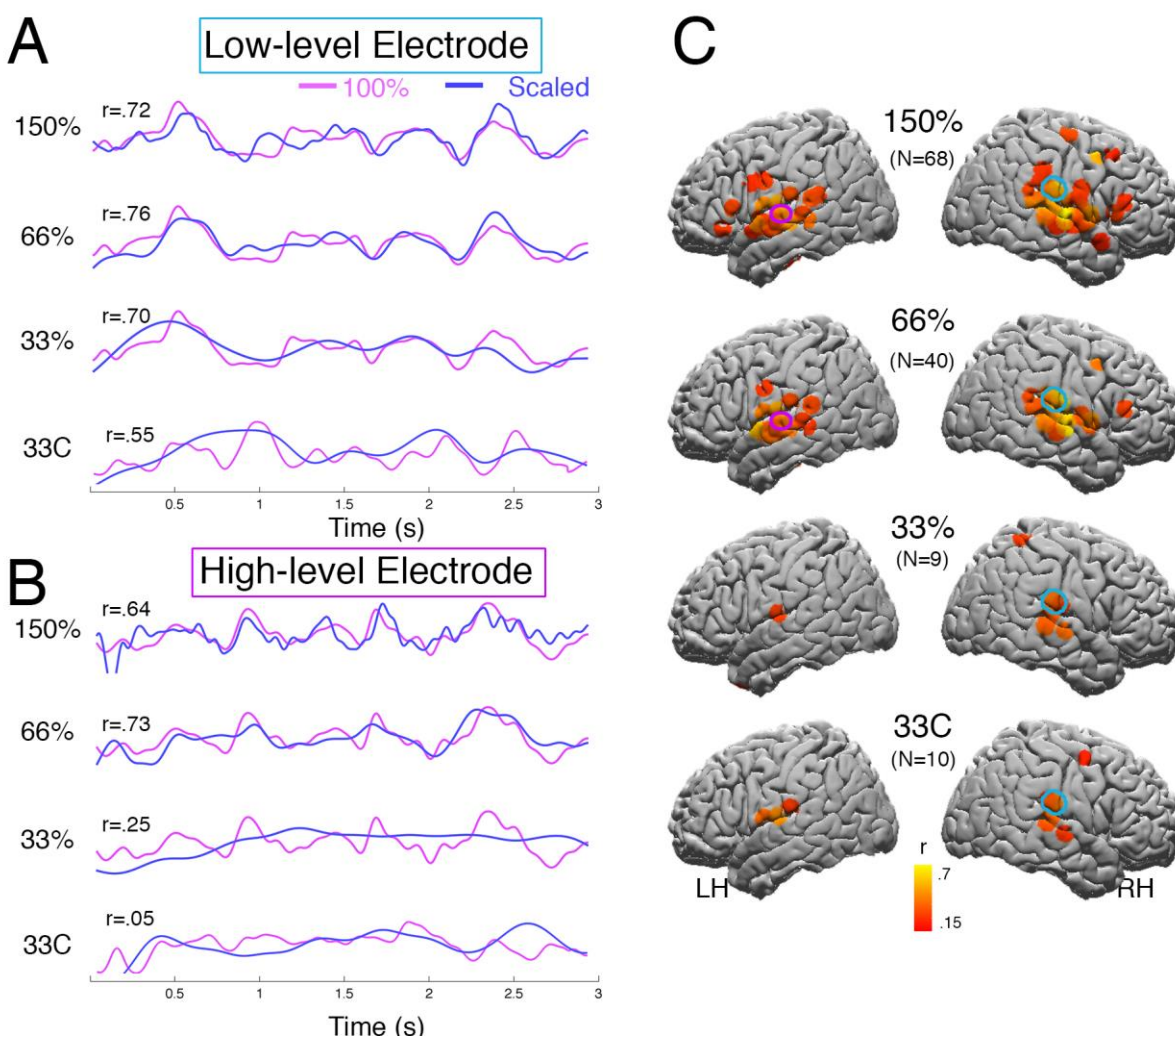 A
Low-level Electrode
100% Scaled
150%
r=.72
66%
r=.76
33%
r=.70
33C
r=.55
0.5 1 1.5 2 2.5 3
Time (s)
B
High-level Electrode
150%
r=.64
66%
r=.73
33%
r=.25
33C
r=.05
0.5 1 1.5 2 2.5 3
Time (s)
C
150%
(N=68)
66%
(N=40)
33%
(N=9)
33C
(N=10)
r
.7
.15
LH
RH